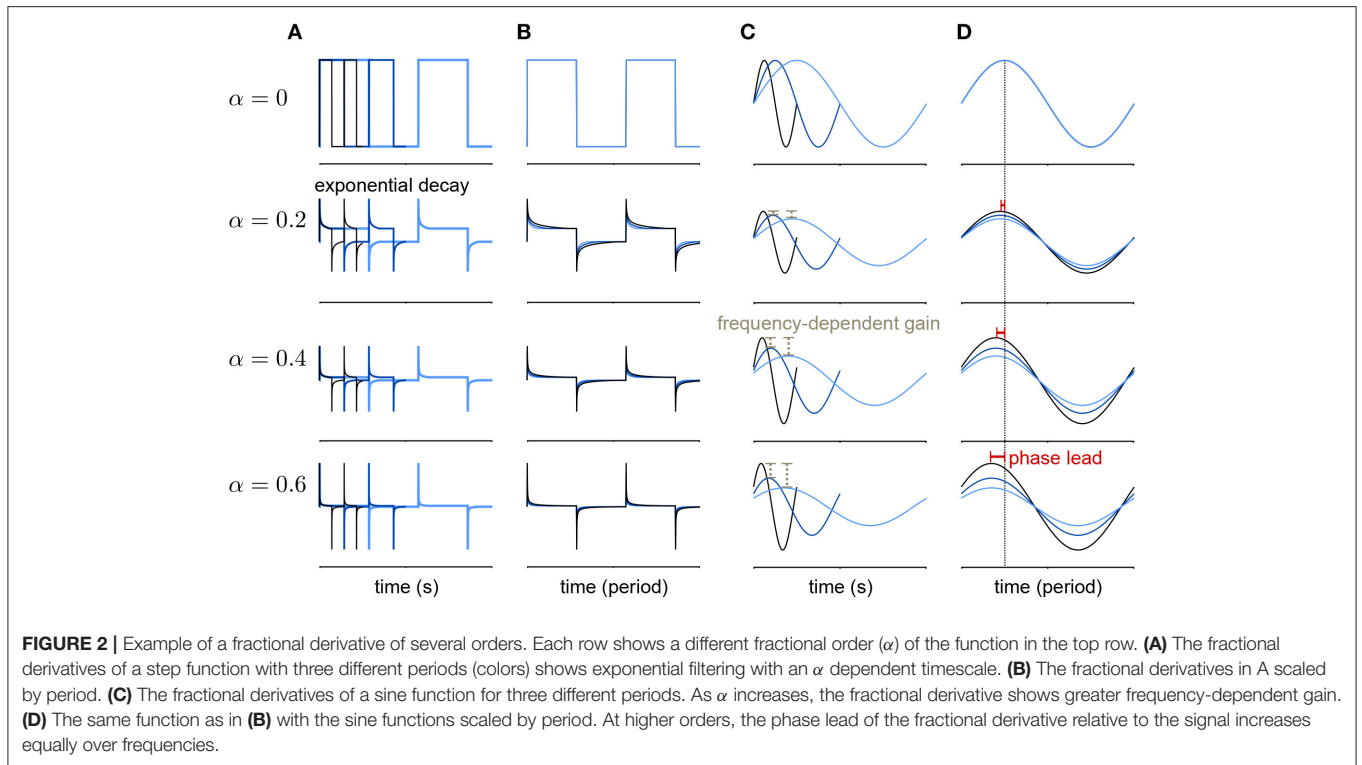 A
B
C
D
α = 0
exponential decay
α = 0.2
frequency-dependent gain
α = 0.4
phase lead
α = 0.6
time (s)
time (period)
time (s)
time (period)
FIGURE 2 | Example of a fractional derivative of several orders. Each row shows a different fractional order (α) of the function in the top row. (A) The fractional
derivatives of a step function with three different periods (colors) shows exponential filtering with an α dependent timescale. (B) The fractional derivatives in A scaled
by period. (C) The fractional derivatives of a sine function for three different periods. As α increases, the fractional derivative shows greater frequency-dependent gain.
(D) The same function as in (B) with the sine functions scaled by period. At higher orders, the phase lead of the fractional derivative relative to the signal increases
equally over frequencies.